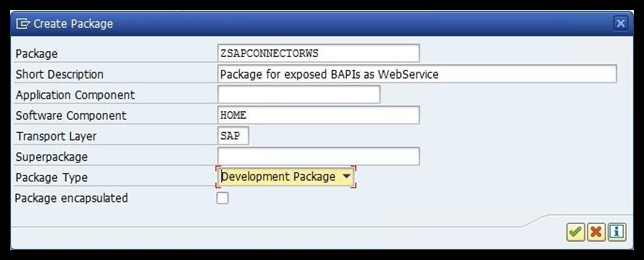 Create Package
Package ZSAPCONNECTORWS
Short Description Package for exposed BAPIs as WebService
Application Component
Software Component HOME
Transport Layer SAP
Superpackage
Package Type Development Package
Package encapsulated